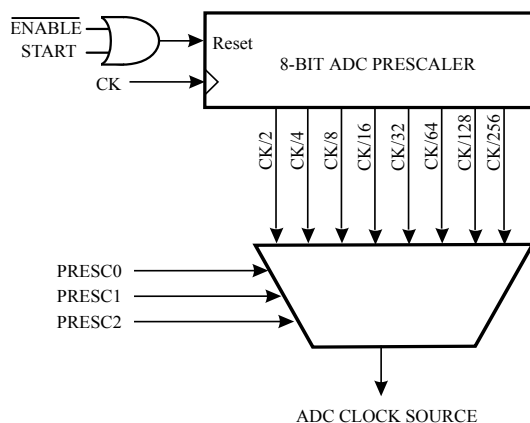 ENABLE
START
CK
Reset
8-BIT ADC PRESCALER
CK/2
CK/4
CK/8
CK/16
CK/32
CK/64
CK/128
CK/256
PRESC0
PRESC1
PRESC2
ADC CLOCK SOURCE